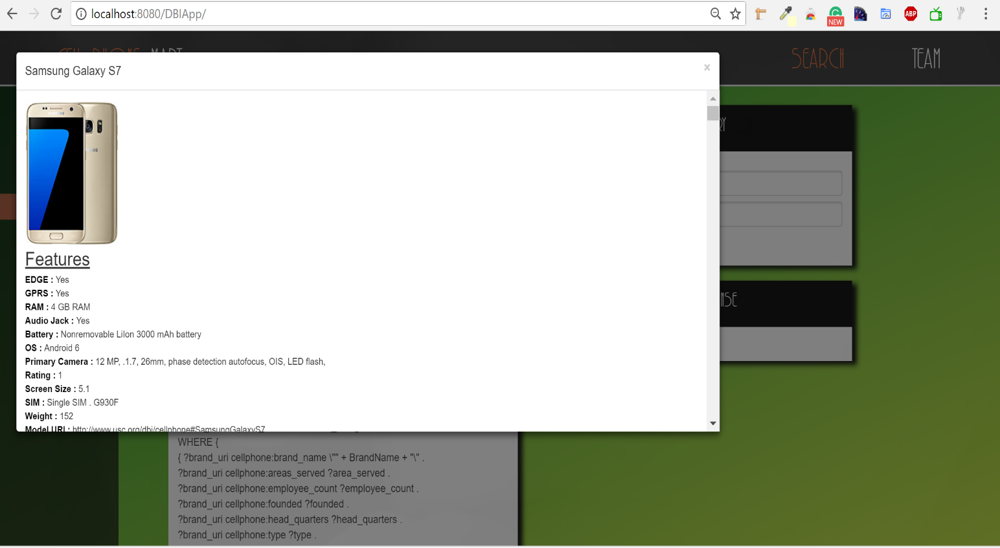 localhost:8080/DBIApp/
NEW
ABP
SEARCH
TEAM
Samsung Galaxy S7
×
Features
EDGE : Yes
GPRS : Yes
RAM : 4 GB RAM
Audio Jack : Yes
Battery : Nonremovable LiIon 3000 mAh battery
OS : Android 6
Primary Camera : 12 MP, .1.7, 26mm, phase detection autofocus, OIS, LED flash,
Rating : 1
Screen Size : 5.1
SIM : Single SIM . G930F
Weight : 152
Model URI : http://www.usc.org/dbi/cellphone#SamsungGalaxyS7
WHERE {
{ ?brand_uri cellphone:brand_name \"" + BrandName + "\" .
?brand_uri cellphone:areas_served ?area_served .
?brand_uri cellphone:employee_count ?employee_count .
?brand_uri cellphone:founded ?founded .
?brand_uri cellphone:head_quarters ?head_quarters .
?brand_uri cellphone:type ?type .